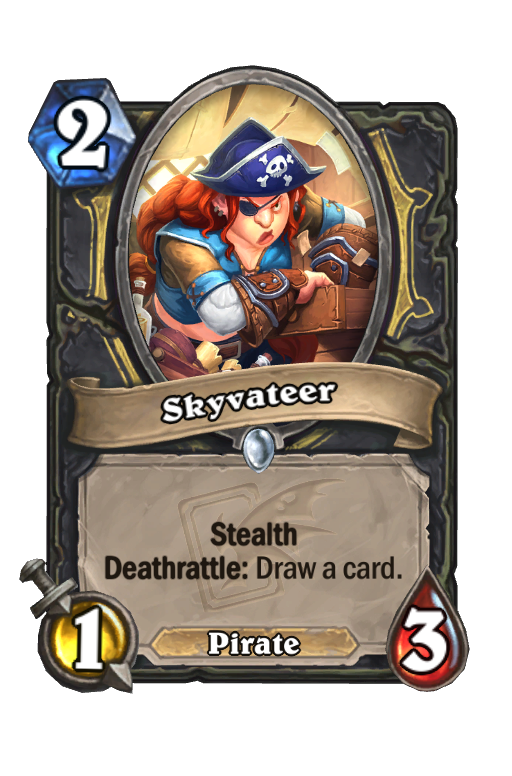 2
Skyvateer
Stealth
Deathrattle: Draw a card.
1
Pirate
3